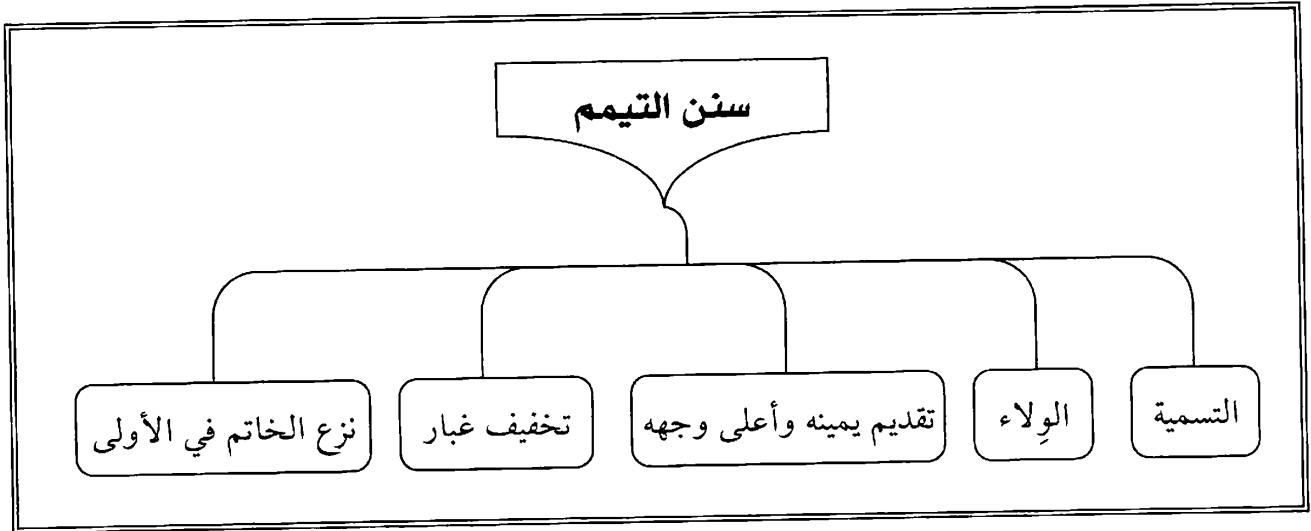 سنن التيمم
التسمية
الوِلاء
تقديم يمينه وأعلى وجهه
تخفيف غبار
نزع الخاتم في الأولى